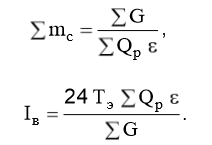 ∑m_c = ∑G / ∑Q_p ε,
I_в = 24 T_э ∑Q_p ε / ∑G.